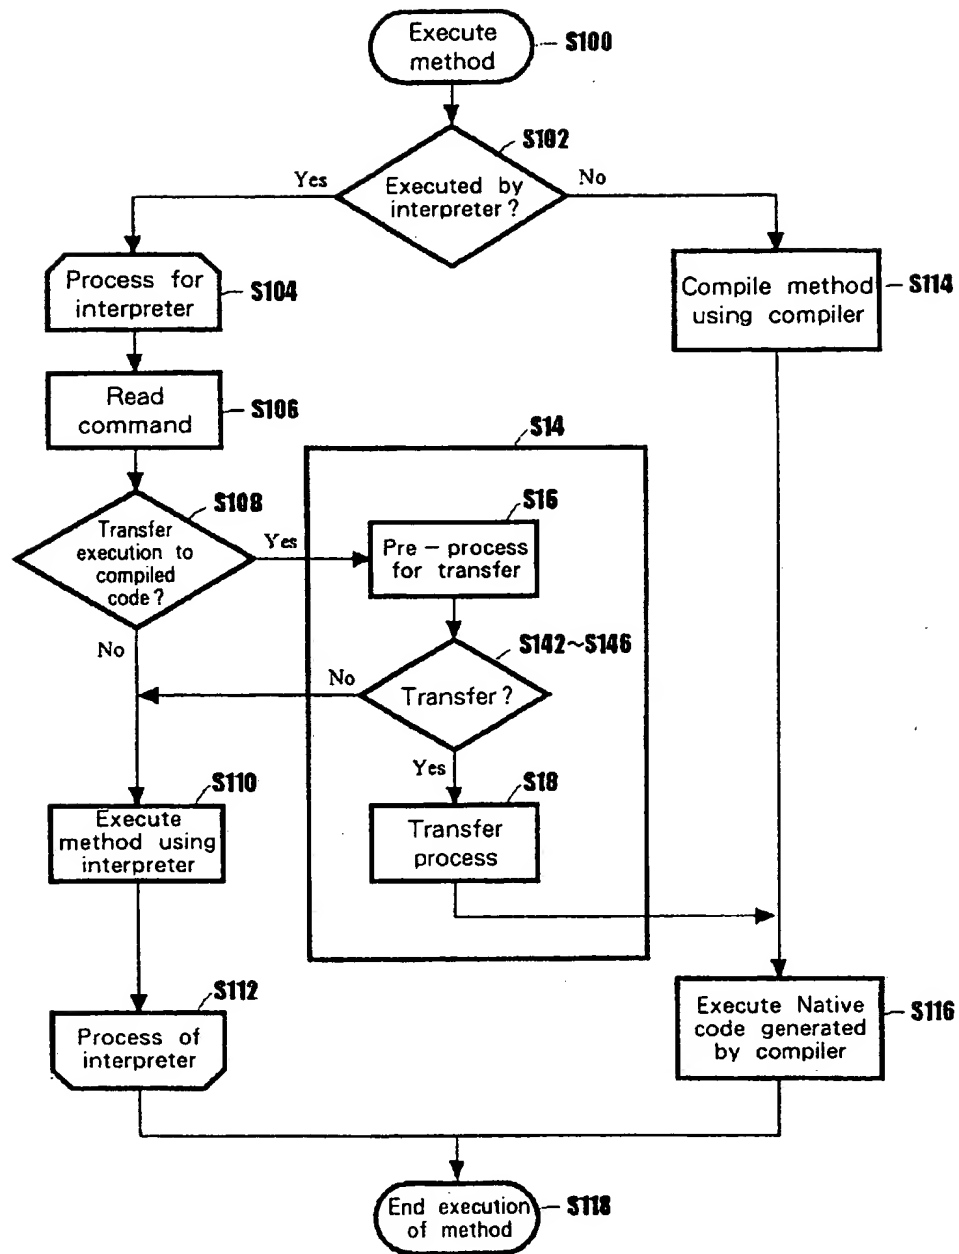 Execute
method
S100
S102
Yes
Executed by
interpreter?
No
Process for
interpreter
S104
Compile method
using compiler
S114
Read
command
S106
S14
S108
Transfer
execution to
compiled
code?
Yes
S16
Pre-process
for transfer
No
S142~S146
No
Transfer?
Yes
S110
Execute
method using
interpreter
S18
Transfer
process
S112
Process of
interpreter
Execute Native
code generated
by compiler
S116
End execution
of method
S118